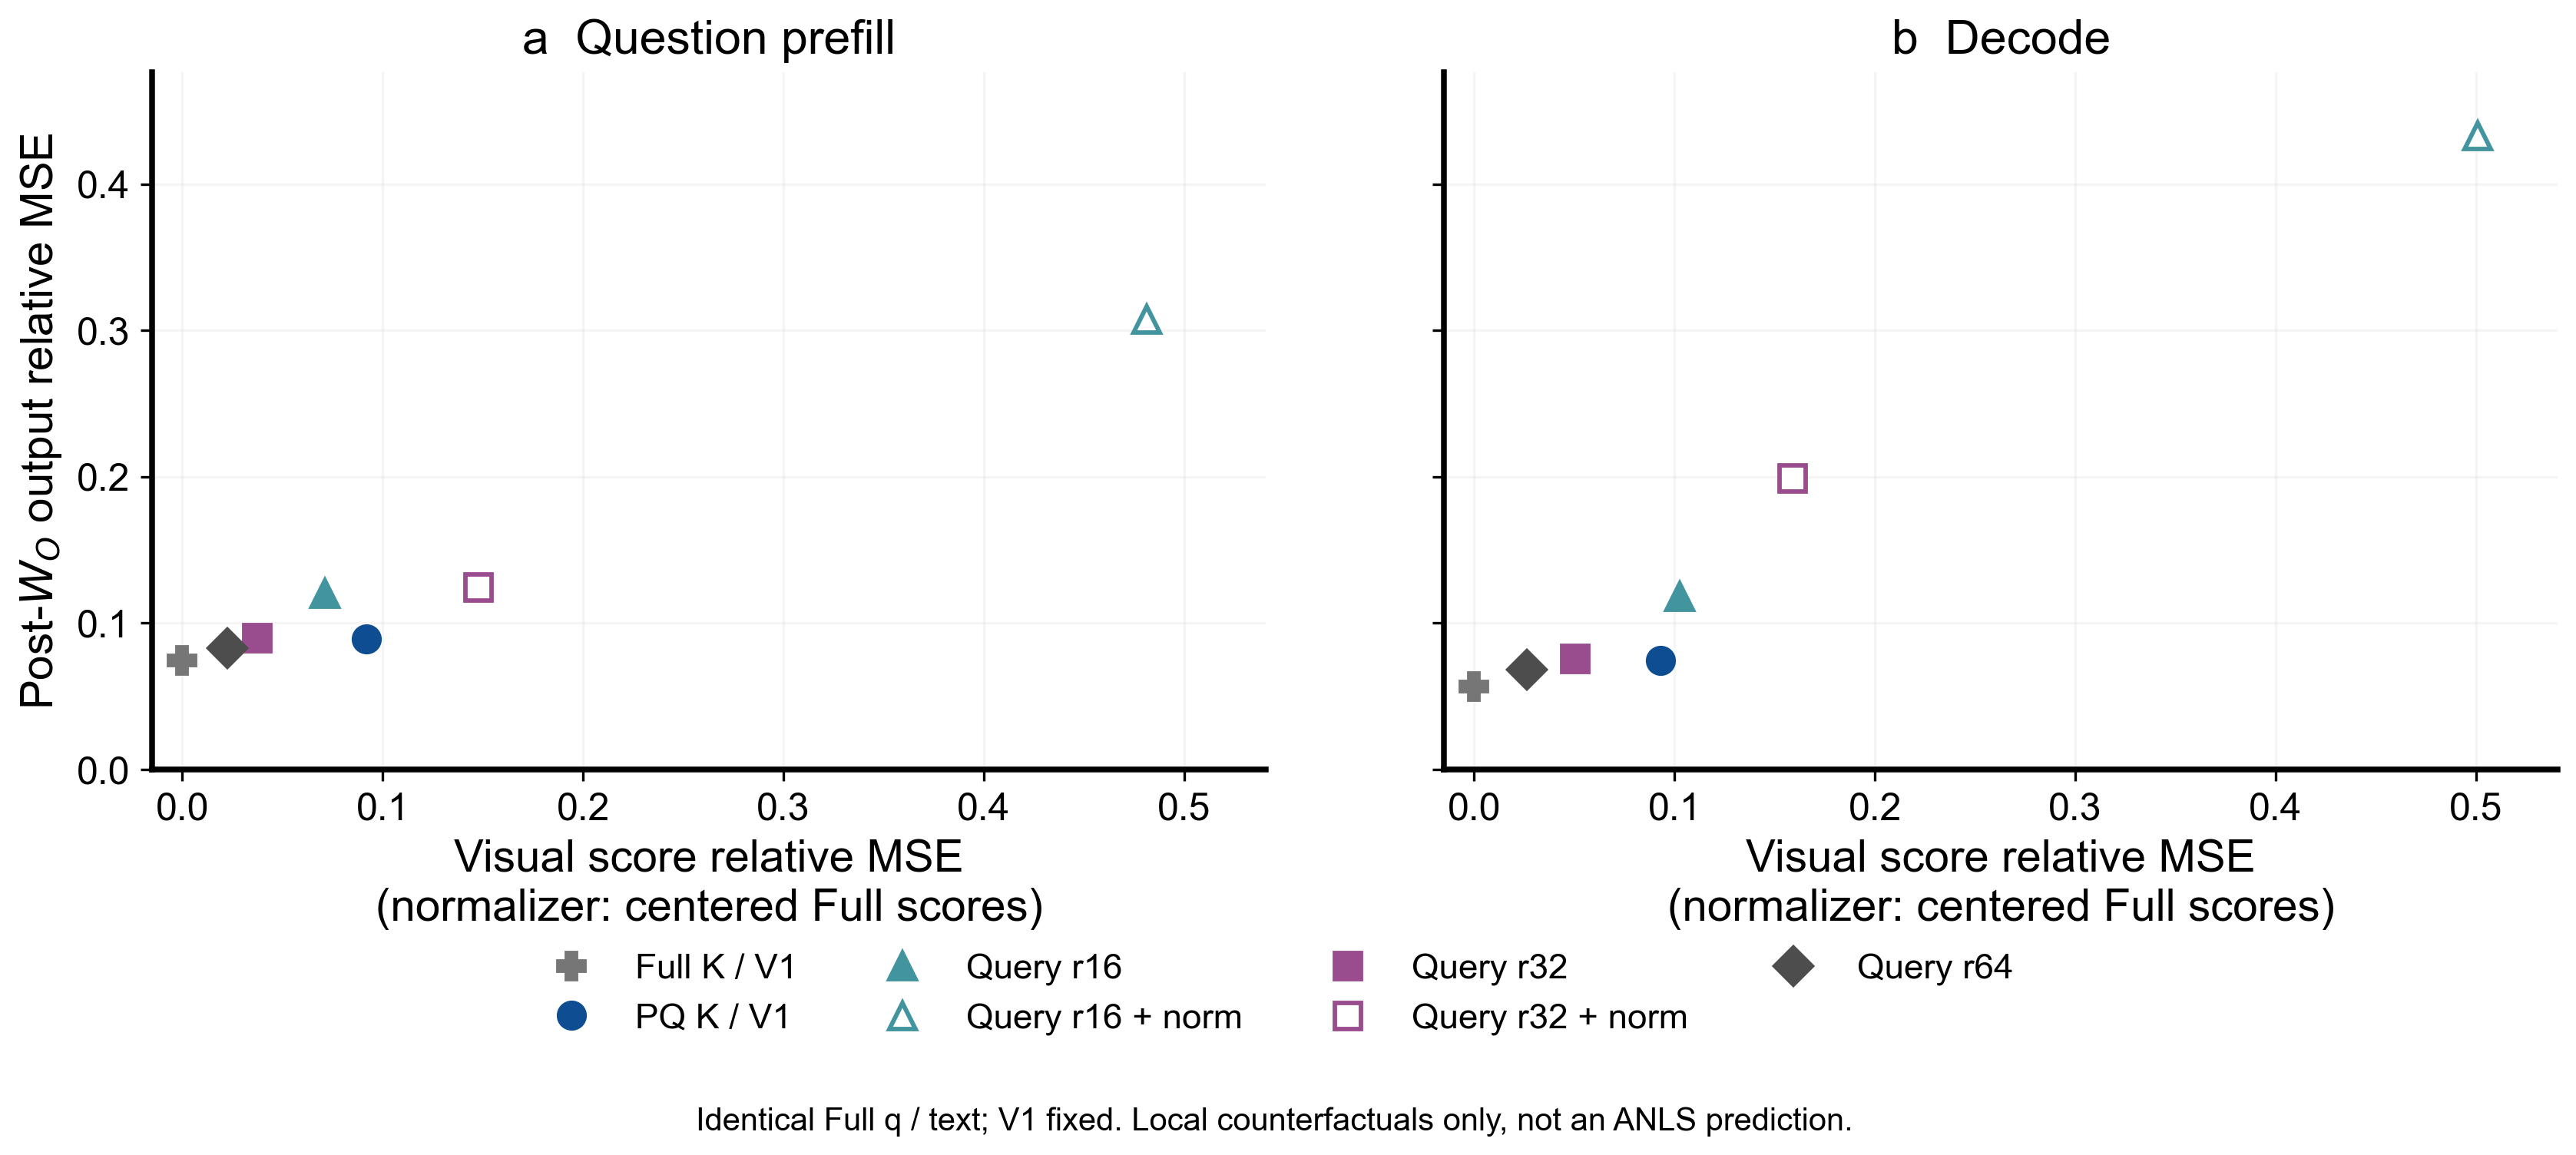 a Question prefill
b Decode
Post-W_O output relative MSE
0.4
0.3
0.2
0.1
0.0
0.0 0.1 0.2 0.3 0.4 0.5
0.0 0.1 0.2 0.3 0.4 0.5
Visual score relative MSE
(normalizer: centered Full scores)
Visual score relative MSE
(normalizer: centered Full scores)
Full K / V1
Query r16
Query r32
Query r64
PQ K / V1
Query r16 + norm
Query r32 + norm
Identical Full q / text; V1 fixed. Local counterfactuals only, not an ANLS prediction.